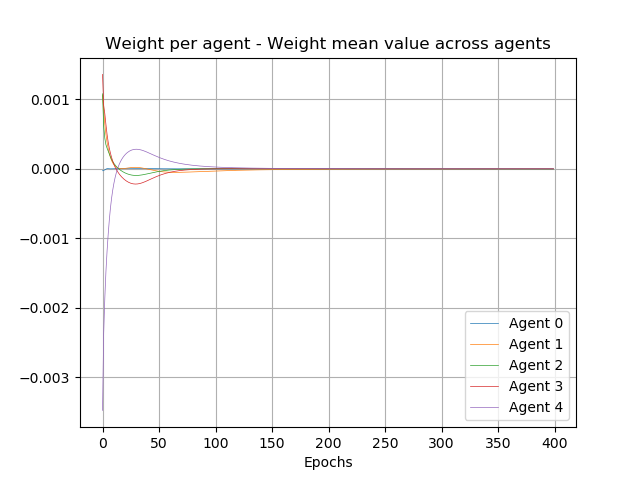 Weight per agent - Weight mean value across agents
0.001
0.000
−0.001
−0.002
−0.003
Agent 0
Agent 1
Agent 2
Agent 3
Agent 4
0 50 100 150 200 250 300 350 400
Epochs